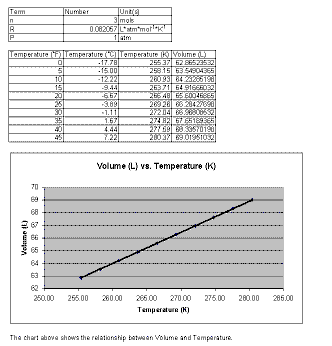 Term Number Unit(s)
n 3 mols
R 0.082057 L*atm*mol⁻¹*K⁻¹
P 1 atm
Temperature (°F) Temperature (°C) Temperature (K) Volume (L)
0 -17.78 255.37 62.86523532
5 -15.00 258.15 63.54904365
10 -12.22 260.93 64.23285198
15 -9.44 263.71 64.91666032
20 -6.67 266.48 65.60046865
25 -3.89 269.26 66.28427698
30 -1.11 272.04 66.96808532
35 1.67 274.82 67.65189365
40 4.44 277.59 68.33570198
45 7.22 280.37 69.01951032
Volume (L) vs. Temperature (K)
Volume (L)
70
69
68
67
66
65
64
63
62
250.00 255.00 260.00 265.00 270.00 275.00 280.00 285.00
Temperature (K)
The chart above shows the relationship between Volume and Temperature.